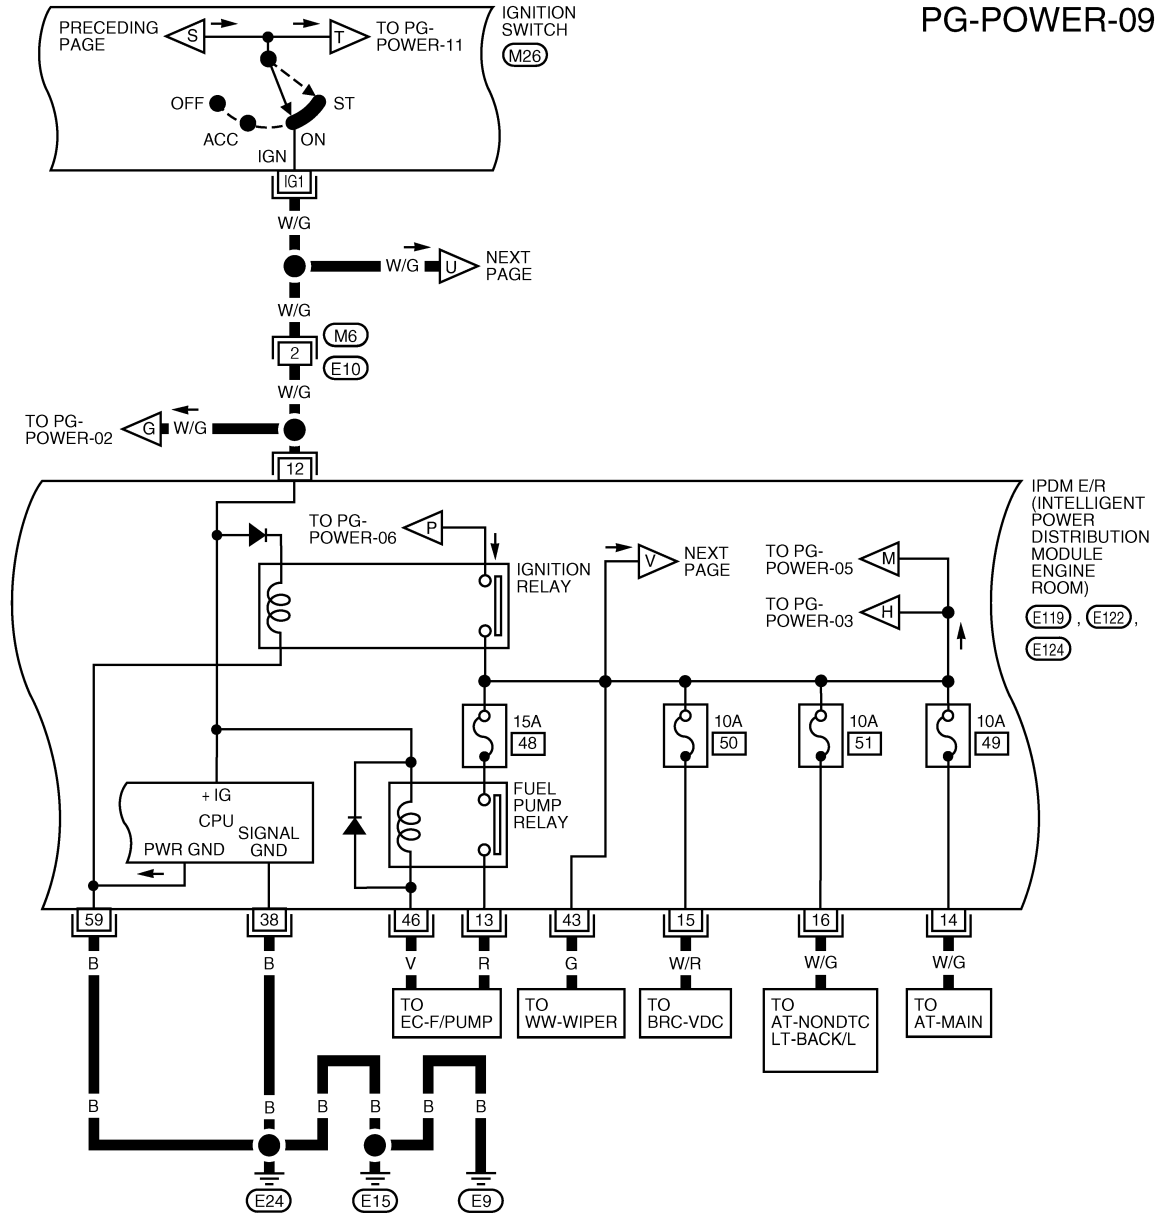 PG-POWER-09
PRECEDING
PAGE
S
T
TO PG-
POWER-11
IGNITION
SWITCH
M26
OFF
ACC
ST
ON
IGN
IG1
W/G
W/G
U
NEXT
PAGE
W/G
M6
2
E10
W/G
TO PG-
POWER-02
G
W/G
12
IPDM E/R
(INTELLIGENT
POWER
DISTRIBUTION
MODULE
ENGINE
ROOM)
E119 , E122 ,
E124
TO PG-
POWER-06
P
IGNITION
RELAY
V
NEXT
PAGE
TO PG-
POWER-05
M
TO PG-
POWER-03
H
15A
48
10A
50
10A
51
10A
49
FUEL
PUMP
RELAY
+ IG
CPU
SIGNAL
GND
PWR GND
59
38
46
13
43
15
16
14
B
B
V
R
G
W/R
W/G
W/G
TO
EC-F/PUMP
TO
WW-WIPER
TO
BRC-VDC
TO
AT-NONDTC
LT-BACK/L
TO
AT-MAIN
B
B
B
B
B
B
E24
E15
E9